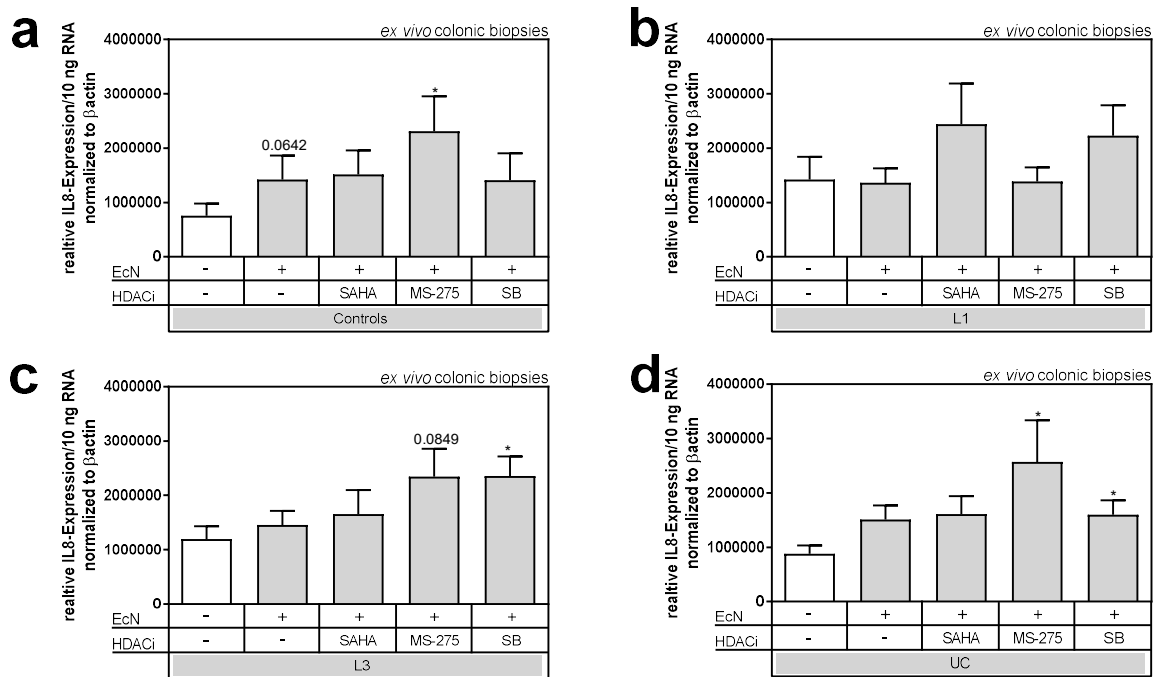 a
ex vivo colonic biopsies
realtive IL8-Expression/10 ng RNA
normalized to βactin
4000000
3000000
2000000
1000000
0
0.0642
*
EcN - + + + +
HDACi - - SAHA MS-275 SB
Controls
b
ex vivo colonic biopsies
realtive IL8-Expression/10 ng RNA
normalized to βactin
4000000
3000000
2000000
1000000
0
EcN - + + + +
HDACi - - SAHA MS-275 SB
L1
c
ex vivo colonic biopsies
realtive IL8-Expression/10 ng RNA
normalized to βactin
4000000
3000000
2000000
1000000
0
0.0849
*
EcN - + + + +
HDACi - - SAHA MS-275 SB
L3
d
ex vivo colonic biopsies
realtive IL8-Expression/10 ng RNA
normalized to βactin
4000000
3000000
2000000
1000000
0
*
*
EcN - + + + +
HDACi - - SAHA MS-275 SB
UC